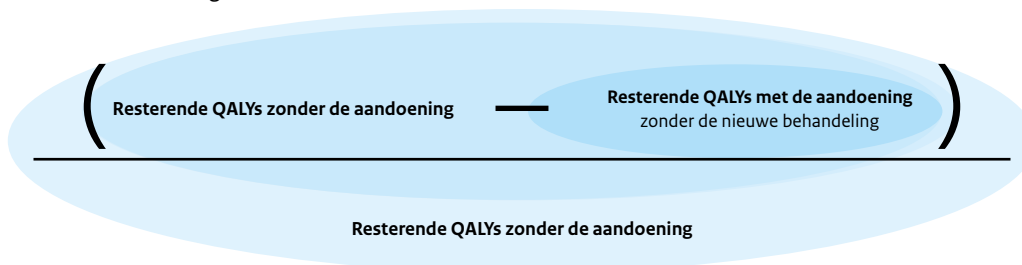 ( Resterende QALYs zonder de aandoening — Resterende QALYs met de aandoening
zonder de nieuwe behandeling )
Resterende QALYs zonder de aandoening